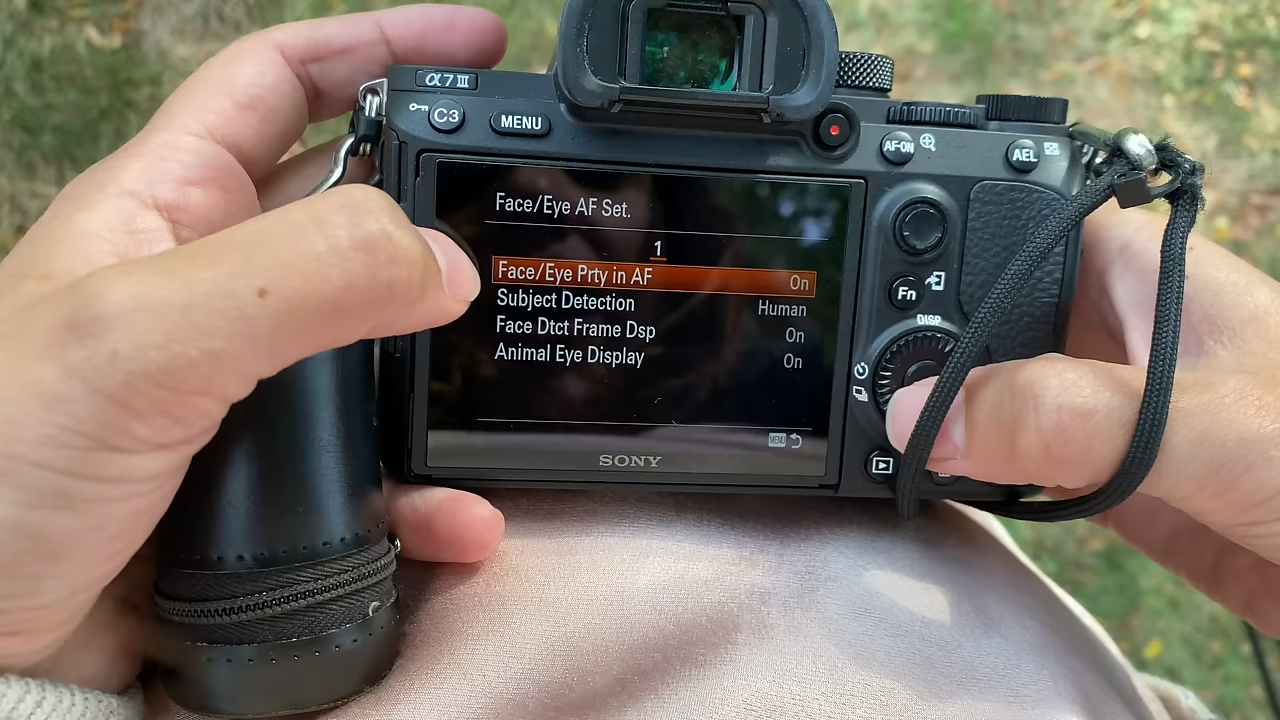 α7III
C3
MENU
AF-ON
AEL
Face/Eye AF Set.
1
Face/Eye Prty in AF On
Subject Detection Human
Face Dtct Frame Dsp On
Animal Eye Display On
MENU
SONY
Fn
DISP